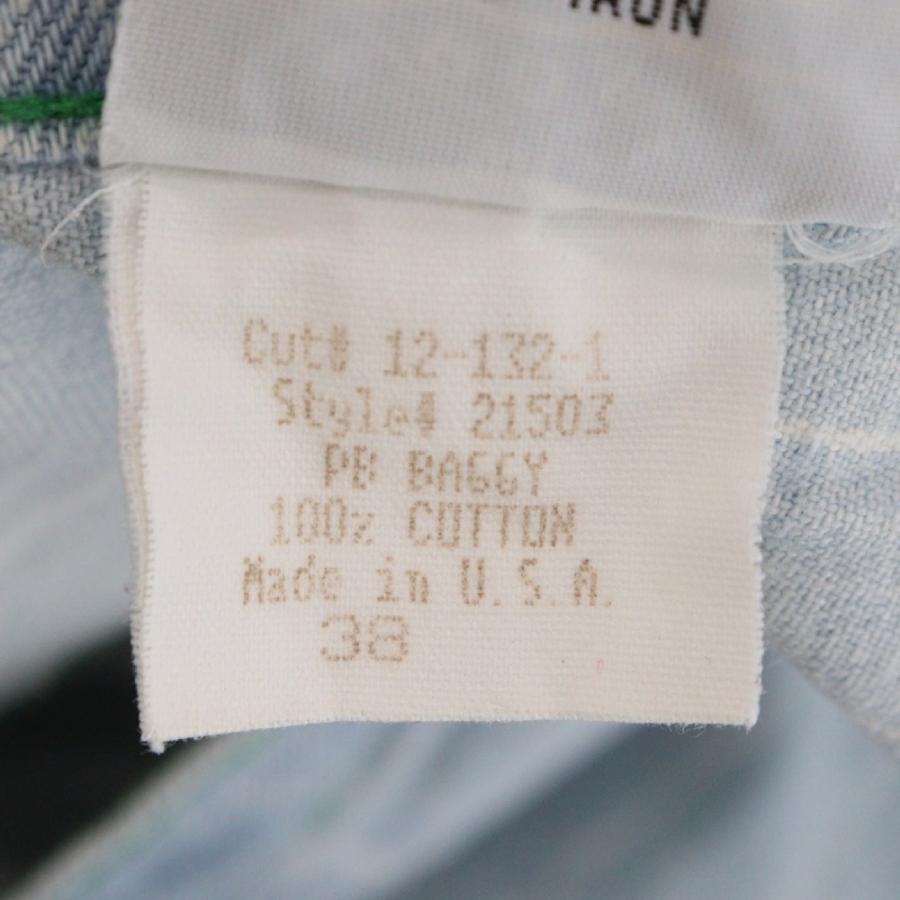 IRON
Cut# 12-132-1
Style# 21503
PB BAGGY
100% COTTON
Made in U.S.A.
38